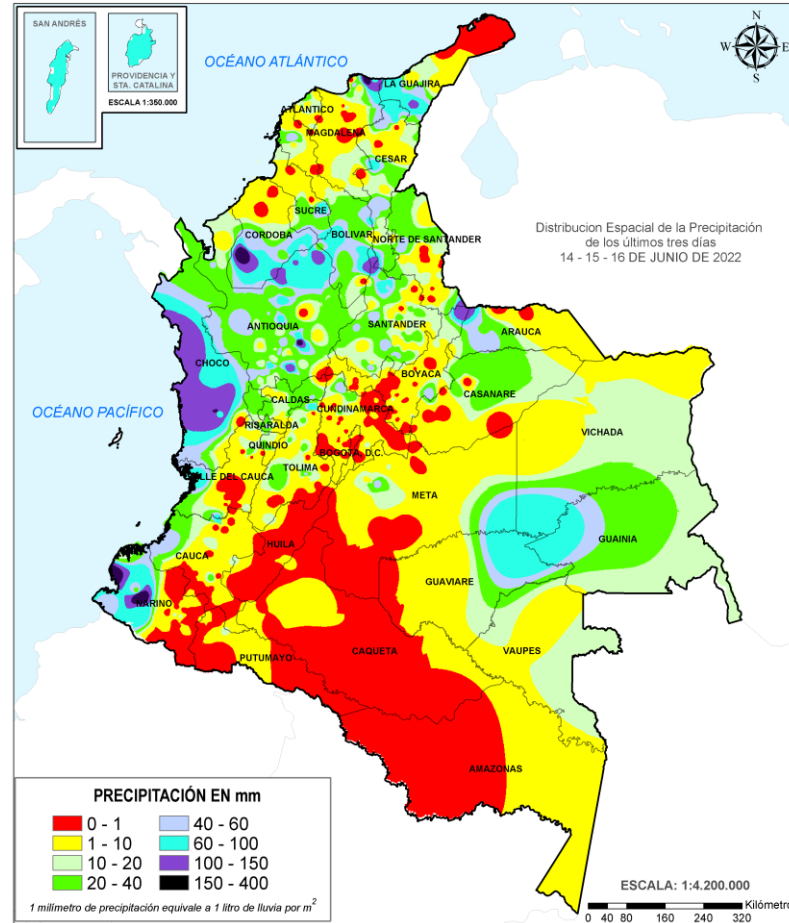 SAN ANDRÉS
PROVIDENCIA Y
STA. CATALINA
ESCALA 1:350.000
OCÉANO ATLÁNTICO
N
W
E
S
LA GUAJIRA
ATLANTICO
MAGDALENA
CESAR
SUCRE
CORDOBA
BOLIVAR
NORTE DE SANTANDER
Distribucion Espacial de la Precipitación
de los últimos tres días
14 - 15 - 16 DE JUNIO DE 2022
ANTIOQUIA
SANTANDER
ARAUCA
CHOCO
BOYACA
CASANARE
OCÉANO PACÍFICO
CALDAS
CUNDINAMARCA
RISARALDA
VICHADA
QUINDIO
BOGOTA, D.C.
TOLIMA
VALLE DEL CAUCA
META
GUAINIA
HUILA
CAUCA
GUAVIARE
NARIÑO
VAUPES
CAQUETA
PUTUMAYO
AMAZONAS
PRECIPITACIÓN EN mm
0 - 1
40 - 60
1 - 10
60 - 100
10 - 20
100 - 150
20 - 40
150 - 400
1 milímetro de precipitación equivale a 1 litro de lluvia por m2
ESCALA: 1:4.200.000
Kilómetro
0 40 80 160 240 320